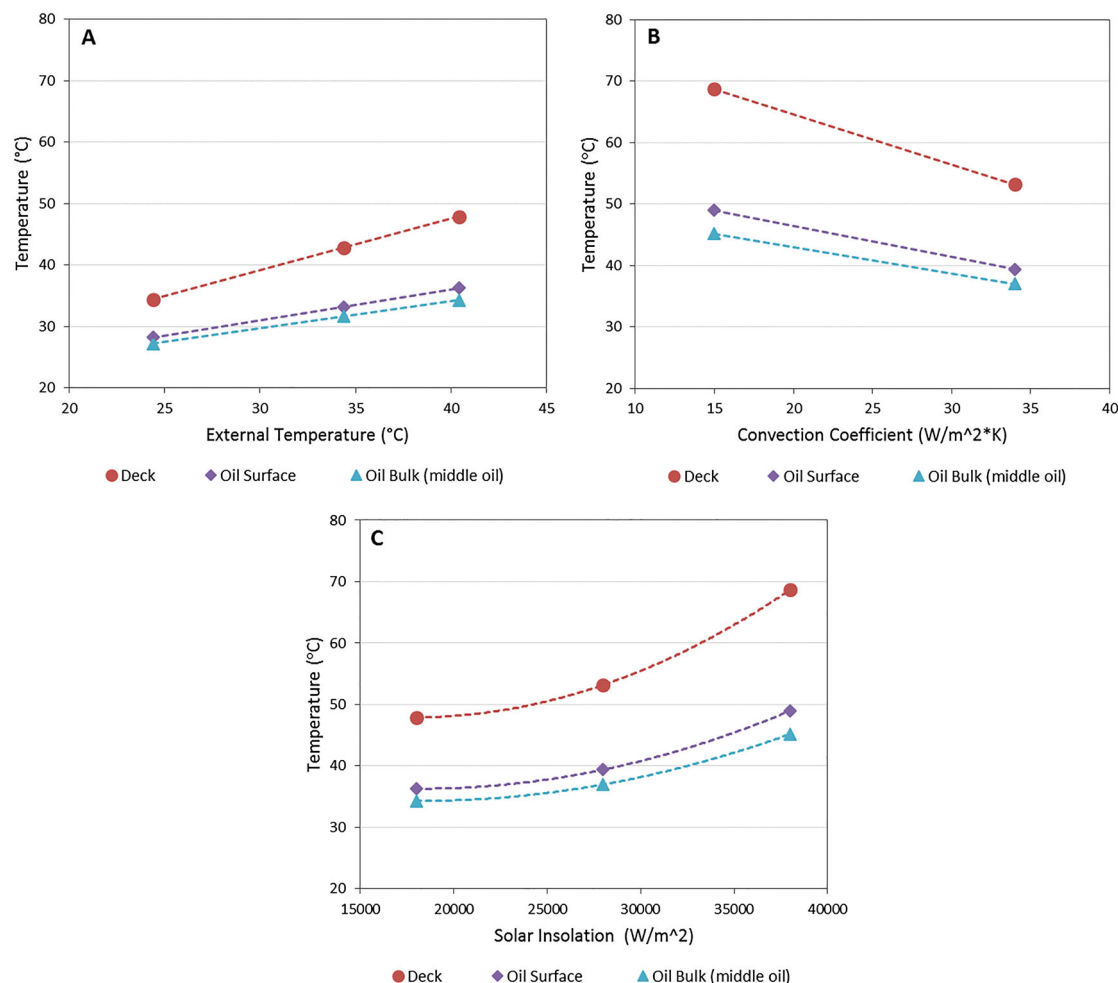 A
80
70
60
50
40
30
20
Temperature (°C)
20 25 30 35 40 45
External Temperature (°C)
Deck Oil Surface Oil Bulk (middle oil)
B
80
70
60
50
40
30
20
Temperature (°C)
10 15 20 25 30 35 40
Convection Coefficient (W/m^2*K)
Deck Oil Surface Oil Bulk (middle oil)
C
80
70
60
50
40
30
20
Temperature (°C)
15000 20000 25000 30000 35000 40000
Solar Insolation (W/m^2)
Deck Oil Surface Oil Bulk (middle oil)